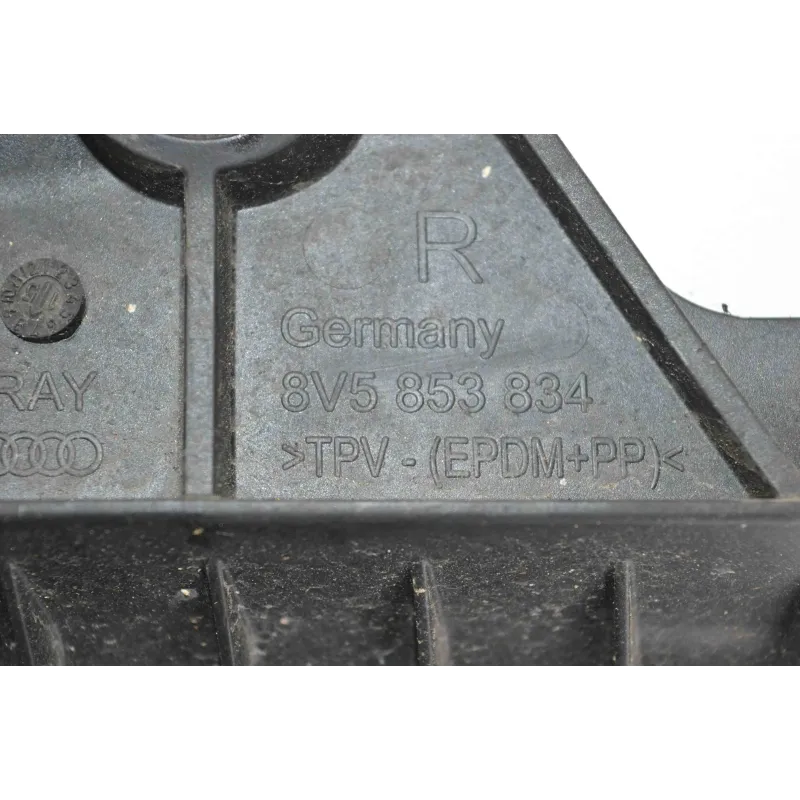 R
Germany
RAY
8V5 853 834
>TPV - (EPDM+PP)<